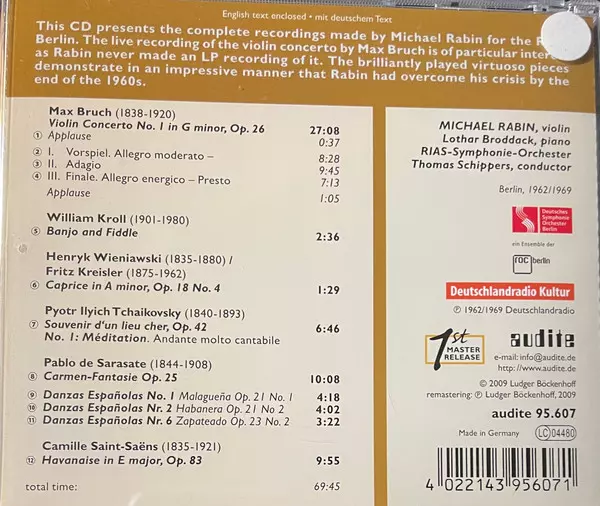 English text enclosed • mit deutschem Text
This CD presents the complete recordings made by Michael Rabin for the
Berlin. The live recording of the violin concerto by Max Bruch is of particular
as Rabin never made an LP recording of it. The brilliantly played virtuoso pieces
demonstrate in an impressive manner that Rabin had overcome his crisis by the
end of the 1960s.
Max Bruch (1838-1920)
Violin Concerto No. 1 in G minor, Op. 26 27:08
① Applause 0:37
② I. Vorspiel. Allegro moderato – 8:28
③ II. Adagio 9:45
④ III. Finale. Allegro energico – Presto 7:13
Applause 1:05
William Kroll (1901-1980)
⑤ Banjo and Fiddle 2:36
Henryk Wieniawski (1835-1880) /
Fritz Kreisler (1875-1962)
⑥ Caprice in A minor, Op. 18 No. 4 1:29
Pyotr Ilyich Tchaikovsky (1840-1893)
⑦ Souvenir d'un lieu cher, Op. 42 6:46
No. 1: Méditation. Andante molto cantabile
Pablo de Sarasate (1844-1908)
⑧ Carmen-Fantasie Op. 25 10:08
⑨ Danzas Españolas No. 1 Malagueña Op. 21 No. 1 4:18
⑩ Danzas Españolas Nr. 2 Habanera Op. 21 No 2 4:02
⑪ Danzas Españolas Nr. 6 Zapateado Op. 23 No. 2 3:22
Camille Saint-Saëns (1835-1921)
⑫ Havanaise in E major, Op. 83 9:55
total time: 69:45
MICHAEL RABIN, violin
Lothar Broddack, piano
RIAS-Symphonie-Orchester
Thomas Schippers, conductor
Berlin, 1962/1969
Deutsches
Symphonie
Orchester
Berlin
ein Ensemble der
roc berlin
Deutschlandradio Kultur
℗ 1962/1969 Deutschlandradio
1st
MASTER
RELEASE
audite
e-mail: info@audite.de
http://www.audite.de
© 2009 Ludger Böckenhoff
remastering: ℗ 2009 Ludger Böckenhoff
audite 95.607
Made in Germany
LC 04480
4 022143 956071